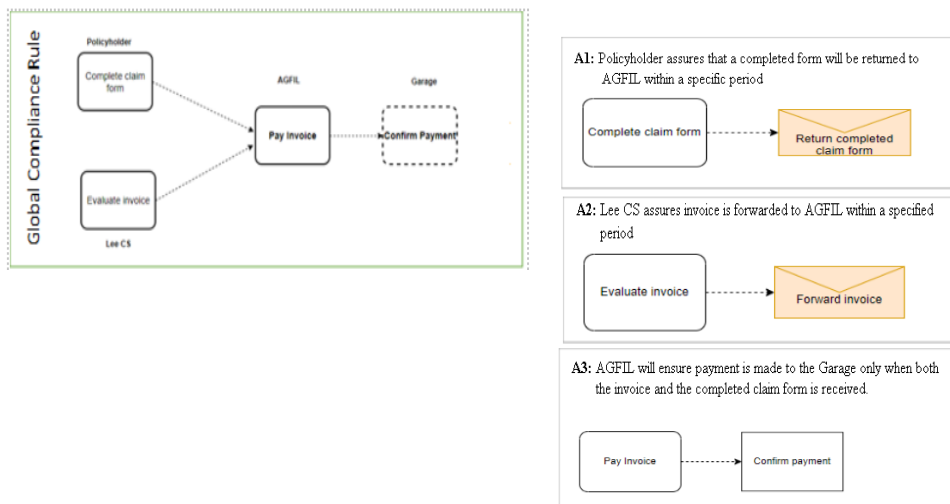 Global Compliance Rule
Policyholder
Complete claim
form
AGFIL
Pay Invoice
Garage
Confirm Payment
Evaluate invoice
Lee CS
A1: Policyholder assures that a completed form will be returned to
AGFIL within a specific period
Complete claim form
Return completed
claim form
A2: Lee CS assures invoice is forwarded to AGFIL within a specified
period
Evaluate invoice
Forward invoice
A3: AGFIL will ensure payment is made to the Garage only when both
the invoice and the completed claim form is received.
Pay Invoice
Confirm payment